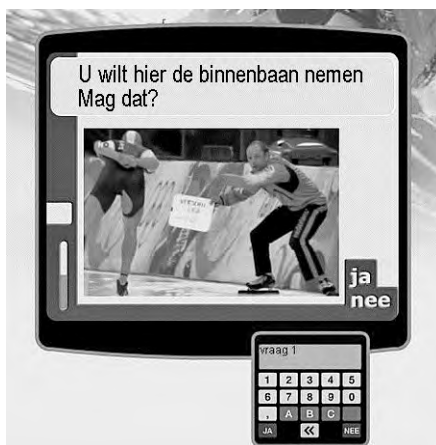 U wilt hier de binnenbaan nemen
Mag dat?
ja
nee
vraag 1
1 2 3 4 5
6 7 8 9 0
, A B C
JA « NEE